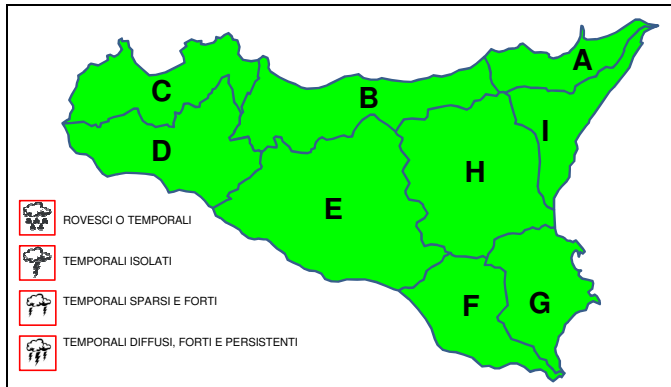 A
C
B
I
D
H
E
F
G
ROVESCI O TEMPORALI
TEMPORALI ISOLATI
TEMPORALI SPARSI E FORTI
TEMPORALI DIFFUSI, FORTI E PERSISTENTI